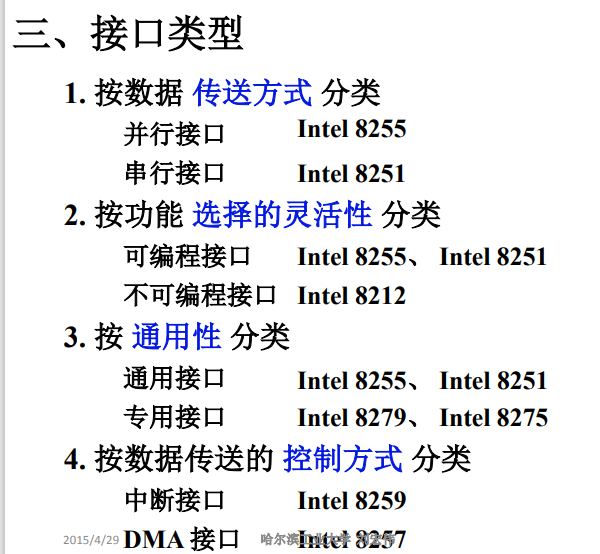 三、接口类型
1. 按数据 传送方式 分类
并行接口 Intel 8255
串行接口 Intel 8251
2. 按功能 选择的灵活性 分类
可编程接口 Intel 8255、 Intel 8251
不可编程接口 Intel 8212
3. 按 通用性 分类
通用接口 Intel 8255、 Intel 8251
专用接口 Intel 8279、 Intel 8275
4. 按数据传送的 控制方式 分类
中断接口 Intel 8259
DMA 接口 Intel 8257
2015/4/29 哈尔滨工业大学